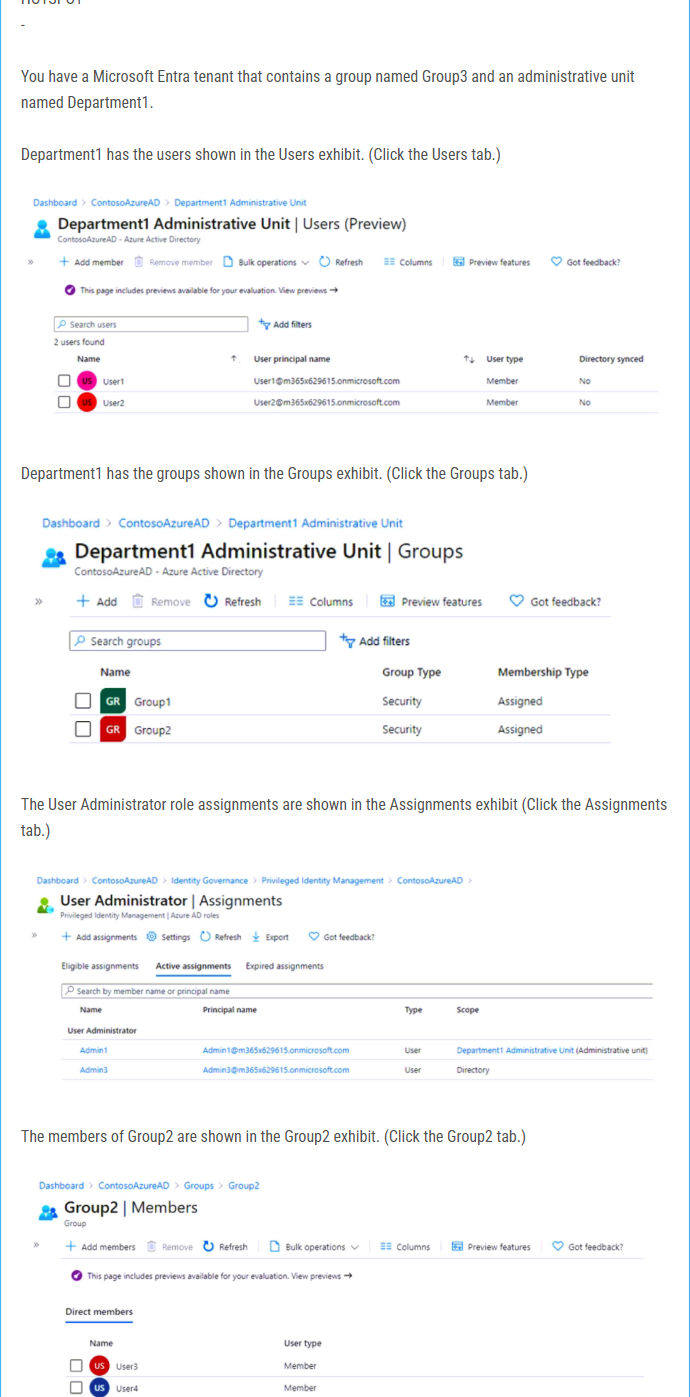 HOTSPOT
-
You have a Microsoft Entra tenant that contains a group named Group3 and an administrative unit
named Department1.
Department1 has the users shown in the Users exhibit. (Click the Users tab.)
Dashboard > ContosoAzureAD > Department1 Administrative Unit
Department1 Administrative Unit | Users (Preview)
ContosoAzureAD - Azure Active Directory
» + Add member Remove member Bulk operations Refresh Columns Preview features Got feedback?
This page includes previews available for your evaluation. View previews →
Search users Add filters
2 users found
Name ↑ User principal name ↑↓ User type Directory synced
US User1 User1@m365x629615.onmicrosoft.com Member No
US User2 User2@m365x629615.onmicrosoft.com Member No
Department1 has the groups shown in the Groups exhibit. (Click the Groups tab.)
Dashboard > ContosoAzureAD > Department1 Administrative Unit
Department1 Administrative Unit | Groups
ContosoAzureAD - Azure Active Directory
» + Add Remove Refresh Columns Preview features Got feedback?
Search groups Add filters
Name Group Type Membership Type
GR Group1 Security Assigned
GR Group2 Security Assigned
The User Administrator role assignments are shown in the Assignments exhibit (Click the Assignments
tab.)
Dashboard > ContosoAzureAD > Identity Governance > Privileged Identity Management > ContosoAzureAD >
User Administrator | Assignments
Privileged Identity Management | Azure AD roles
» + Add assignments Settings Refresh Export Got feedback?
Eligible assignments Active assignments Expired assignments
Search by member name or principal name
Name Principal name Type Scope
User Administrator
Admin1 Admin1@m365x629615.onmicrosoft.com User Department1 Administrative Unit (Administrative unit)
Admin3 Admin3@m365x629615.onmicrosoft.com User Directory
The members of Group2 are shown in the Group2 exhibit. (Click the Group2 tab.)
Dashboard > ContosoAzureAD > Groups > Group2
Group2 | Members
Group
» + Add members Remove Refresh Bulk operations Columns Preview features Got feedback?
This page includes previews available for your evaluation. View previews →
Direct members
Name User type
US User3 Member
US User4 Member